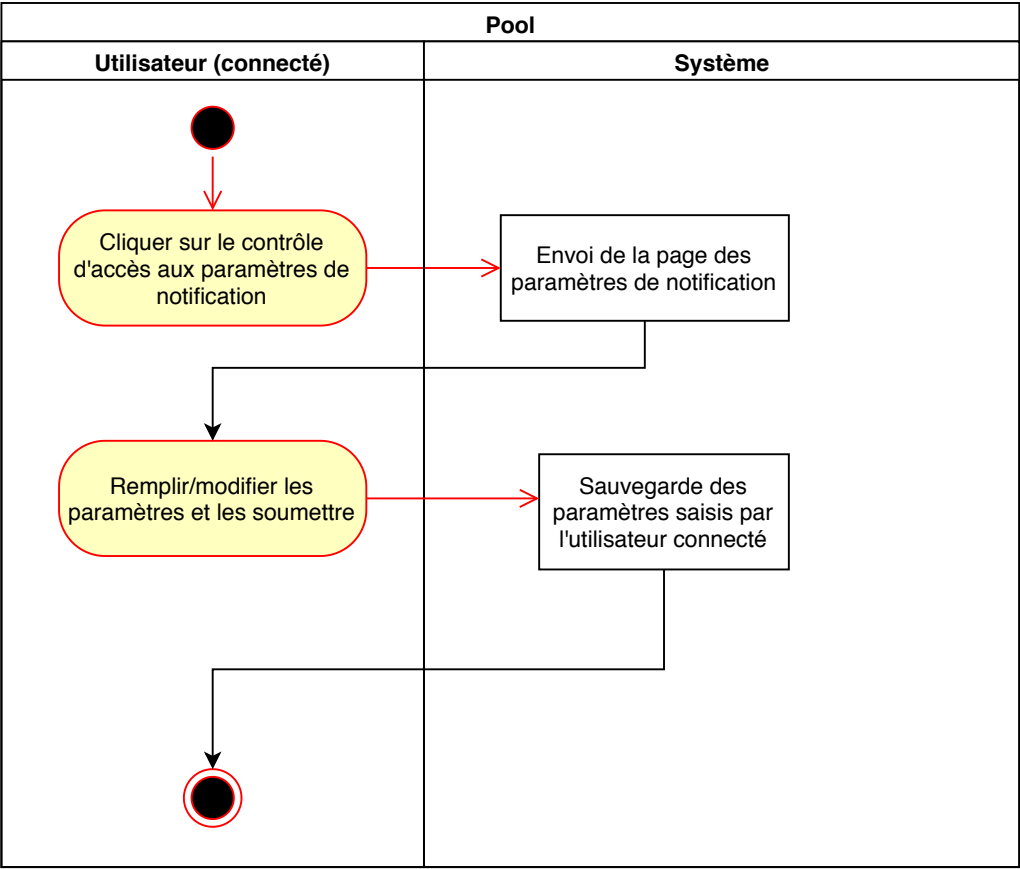 Pool
Utilisateur (connecté)
Système
Cliquer sur le contrôle
d'accès aux paramètres de
notification
Envoi de la page des
paramètres de notification
Remplir/modifier les
paramètres et les soumettre
Sauvegarde des
paramètres saisis par
l'utilisateur connecté